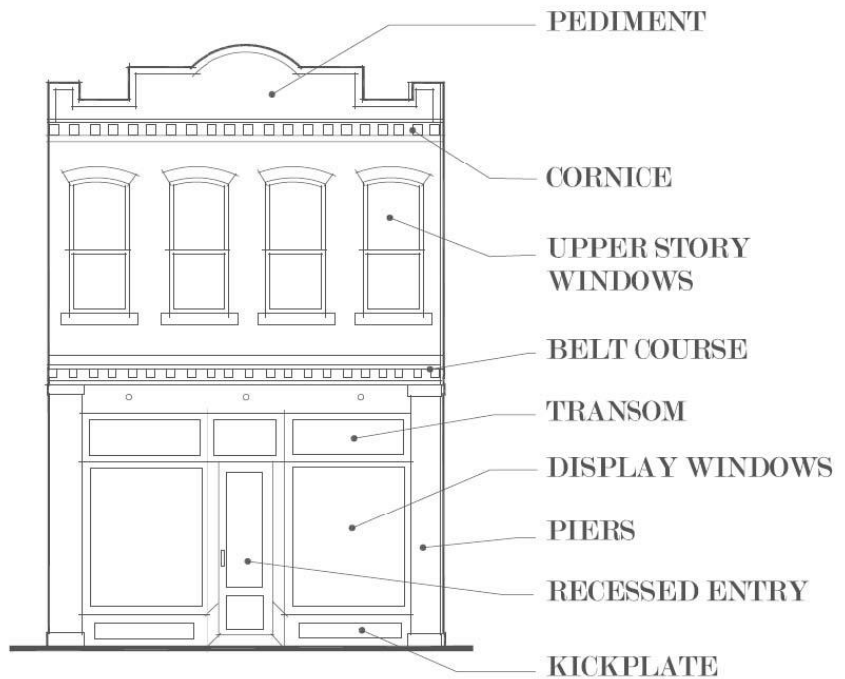 PEDIMENT
CORNICE
UPPER STORY
WINDOWS
BELT COURSE
TRANSOM
DISPLAY WINDOWS
PIERS
RECESSED ENTRY
KICKPLATE